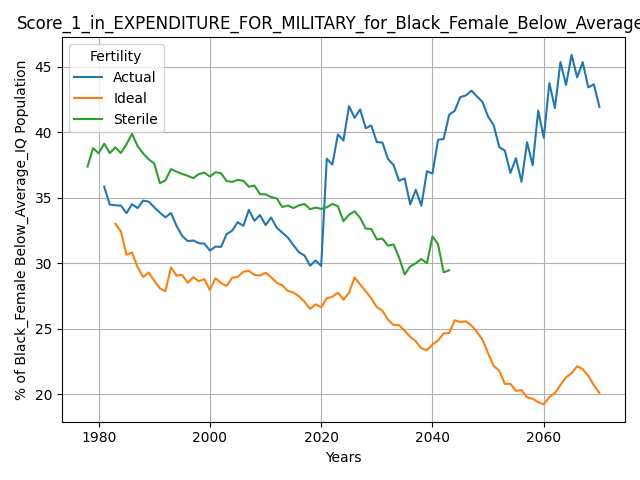 Score_1_in_EXPENDITURE_FOR_MILITARY_for_Black_Female_Below_Average
Fertility
Actual
Ideal
Sterile
% of Black_Female Below_Average_IQ Population
45
40
35
30
25
20
1980
2000
2020
2040
2060
Years